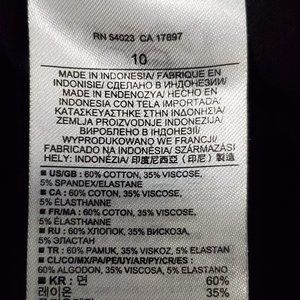 RN 54023 CA 17897
10
MADE IN INDONESIA/ FABRIQUÉ EN
INDONISIE/ СДЕЛАНО В ИНДОНЕЗИИ/
MADE IN ENDENOZYA/ HECHO EN
INDONESIA CON TELA IMPORTADA/
ΚΑΤΑΣΚΕΥΑΣΤΗΚΕ ΣΤΗΝ ΙΝΔΟΝΗΣΙΑ/
ZEMLJA PROIZVODNJE INDONEZIJA/
ВИРОБЛЕНО В ІНДОНЕЗІЇ/
WYPRODUKOWANO WE FRANCJI/
FABRICADO NA INDONÉSIA/ SZÁRMAZÁSI
HELY: INDONÉZIA/ 印度尼西亞 (印尼) 製造
■ US/GB : 60% COTTON, 35% VISCOSE,
5% SPANDEX/ELASTANE
■ CA : 60% COTON, 35% VISCOSE,
5% ÉLASTHANNE
■ FR/MA : 60% COTON, 35% VISCOSE,
5% ÉLASTHANNE
■ RU : 60% ХЛОПОК, 35% ВИСКОЗА,
5% ЭЛАСТАН
■ TR : 60% PAMUK, 35% VISKOZ, 5% ELASTAN
■ CL/CO/MX/PA/PE/UY/AR/PY/CR/ES :
60% ALGODÓN, 35% VISCOSA, 5% ELASTANO
■ KR : 면 60%
레이온 35%